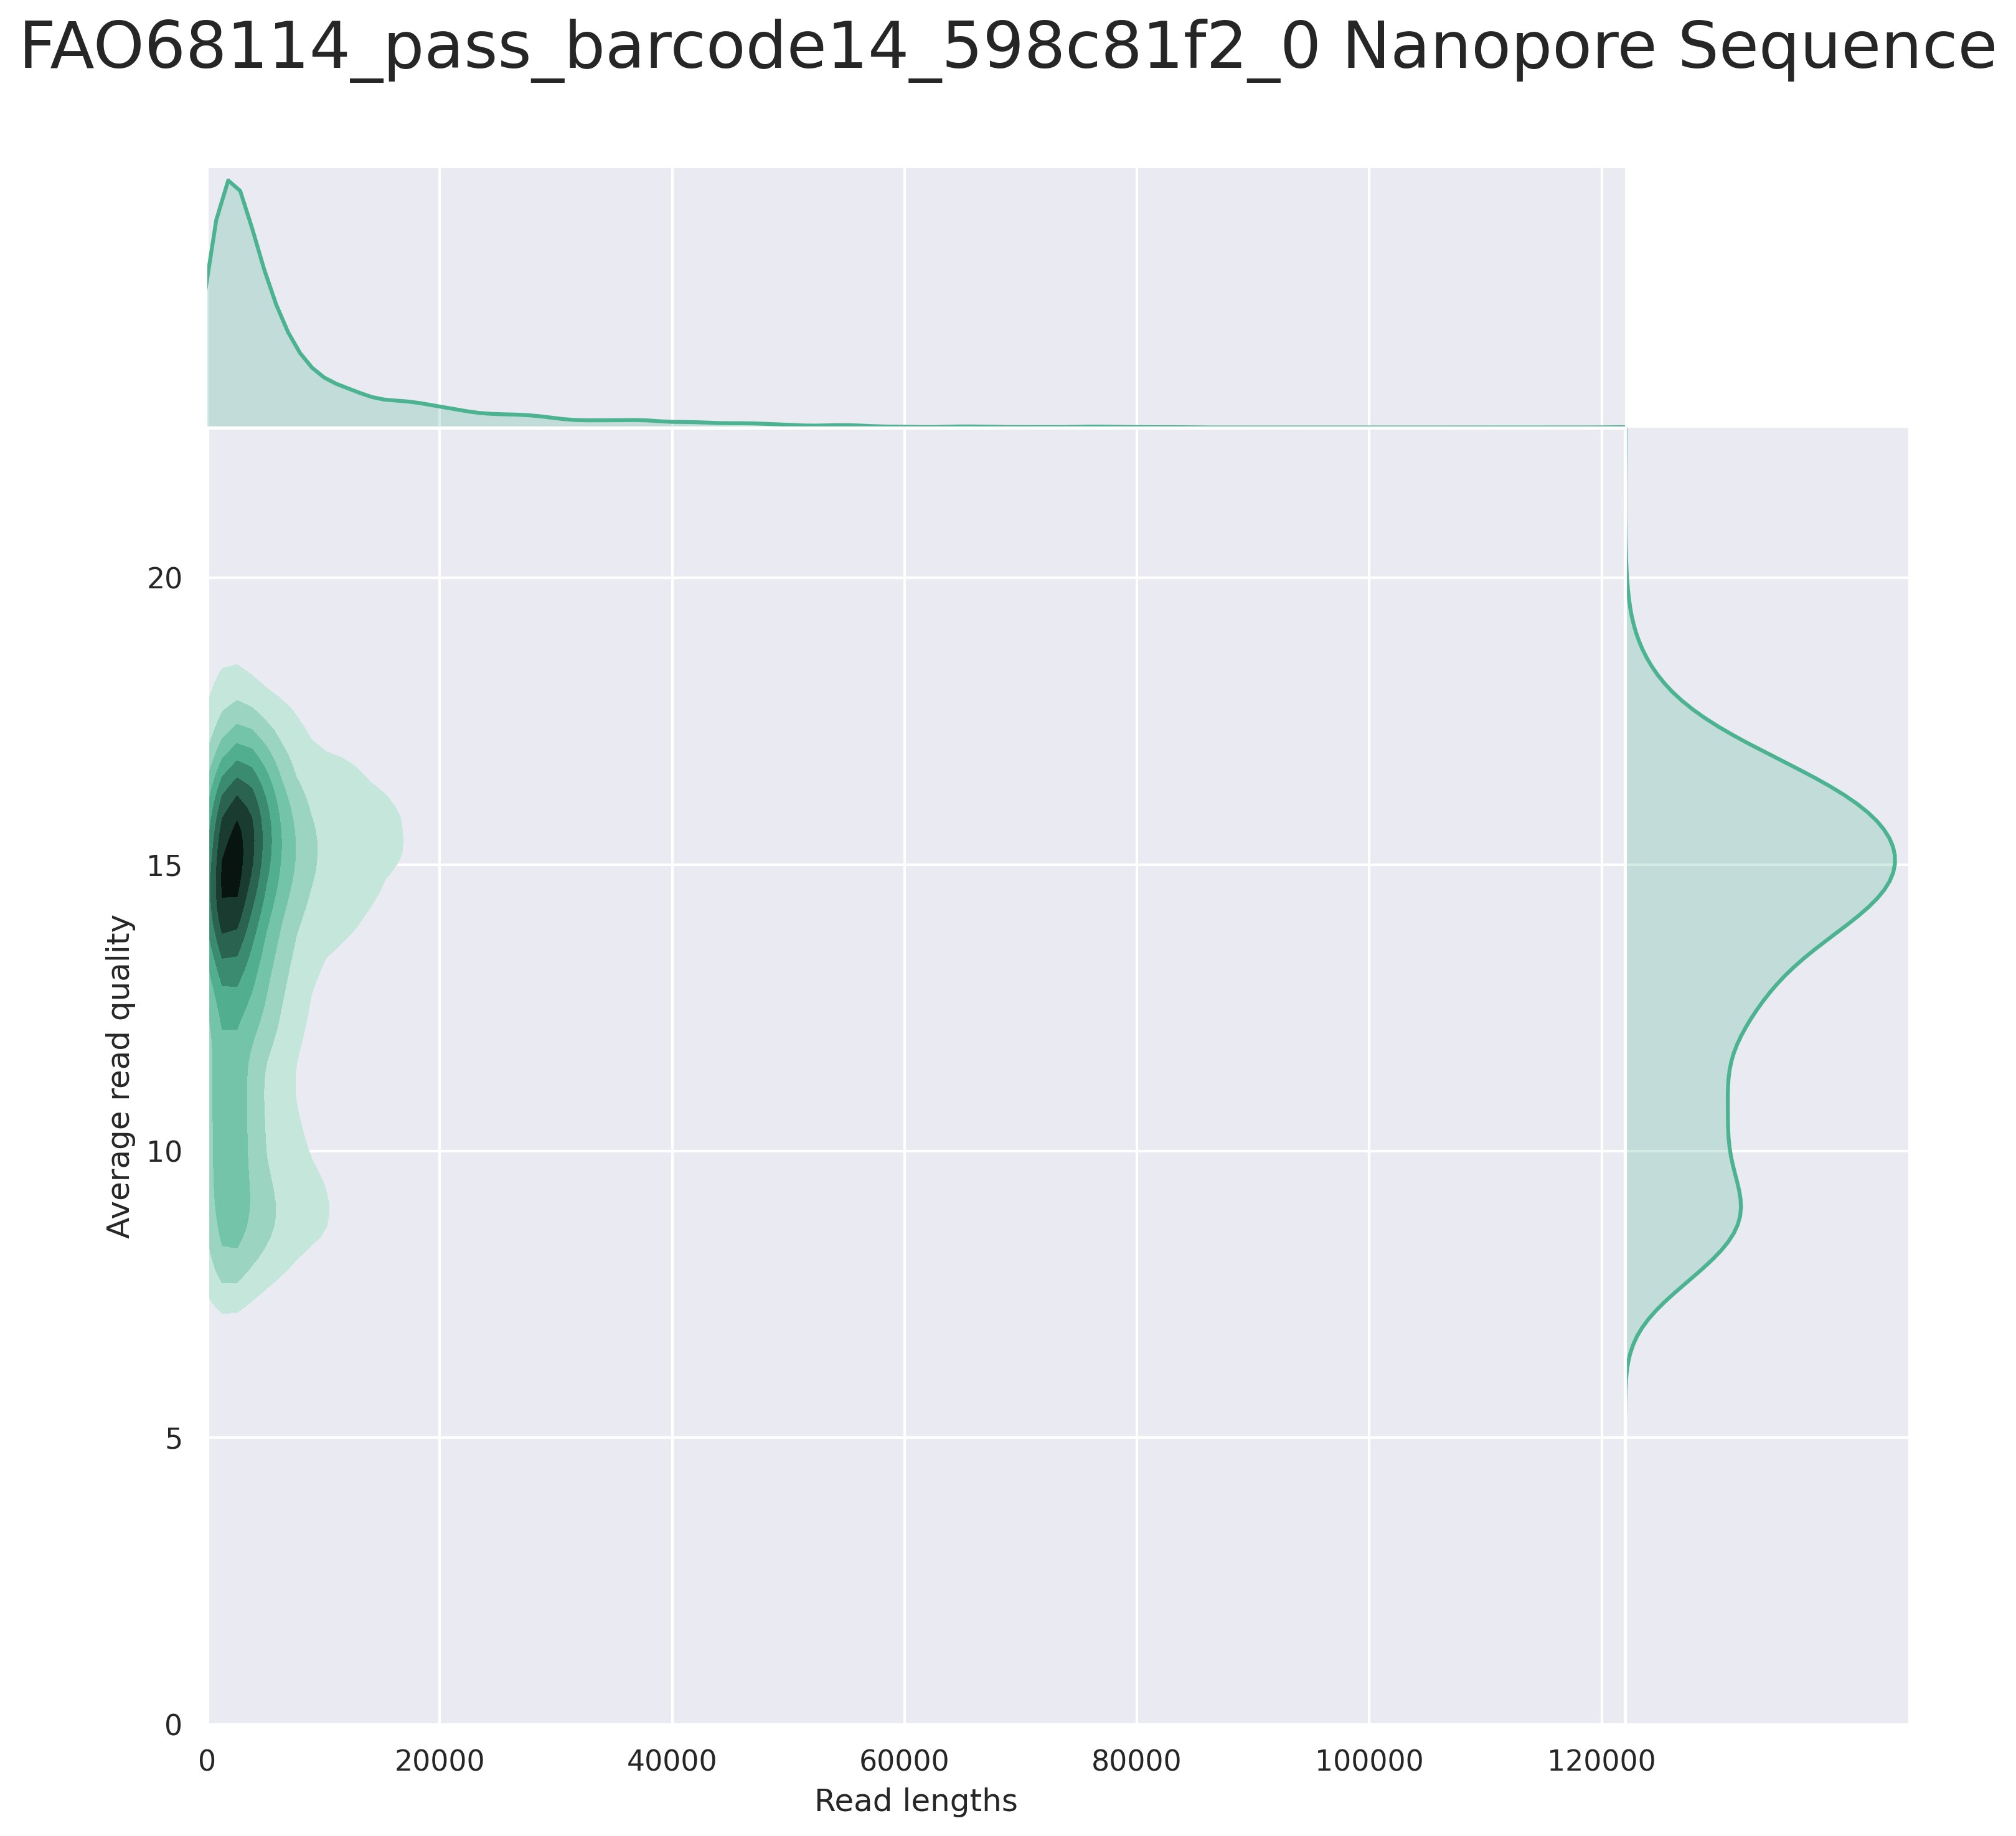 FAO68114_pass_barcode14_598c81f2_0 Nanopore Sequence
20
15
10
5
0
Average read quality
0 20000 40000 60000 80000 100000 120000
Read lengths